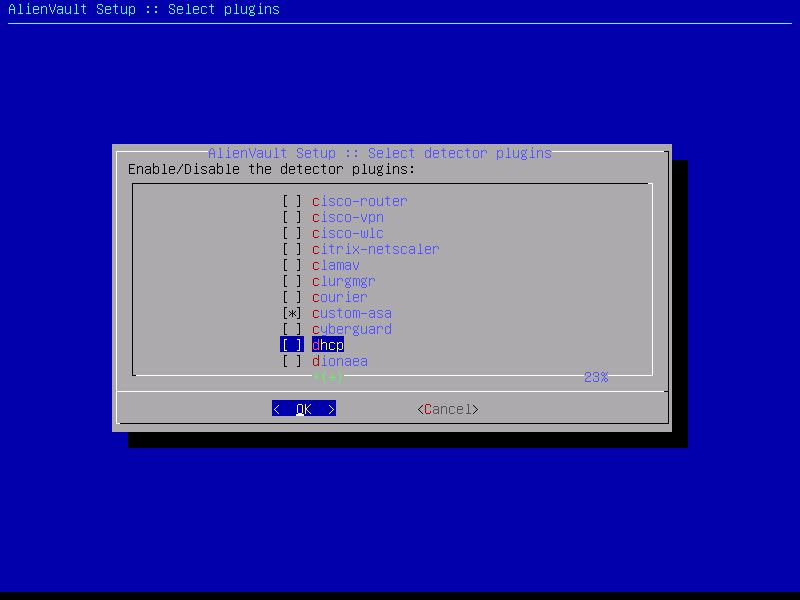 AlienVault Setup :: Select plugins
AlienVault Setup :: Select detector plugins
Enable/Disable the detector plugins:
[ ] cisco-router
[ ] cisco-vpn
[ ] cisco-wlc
[ ] citrix-netscaler
[ ] clamav
[ ] clurgmgr
[ ] courier
[*] custom-asa
[ ] cyberguard
[ ] dhcp
[ ] dionaea
23%
< OK > <Cancel>